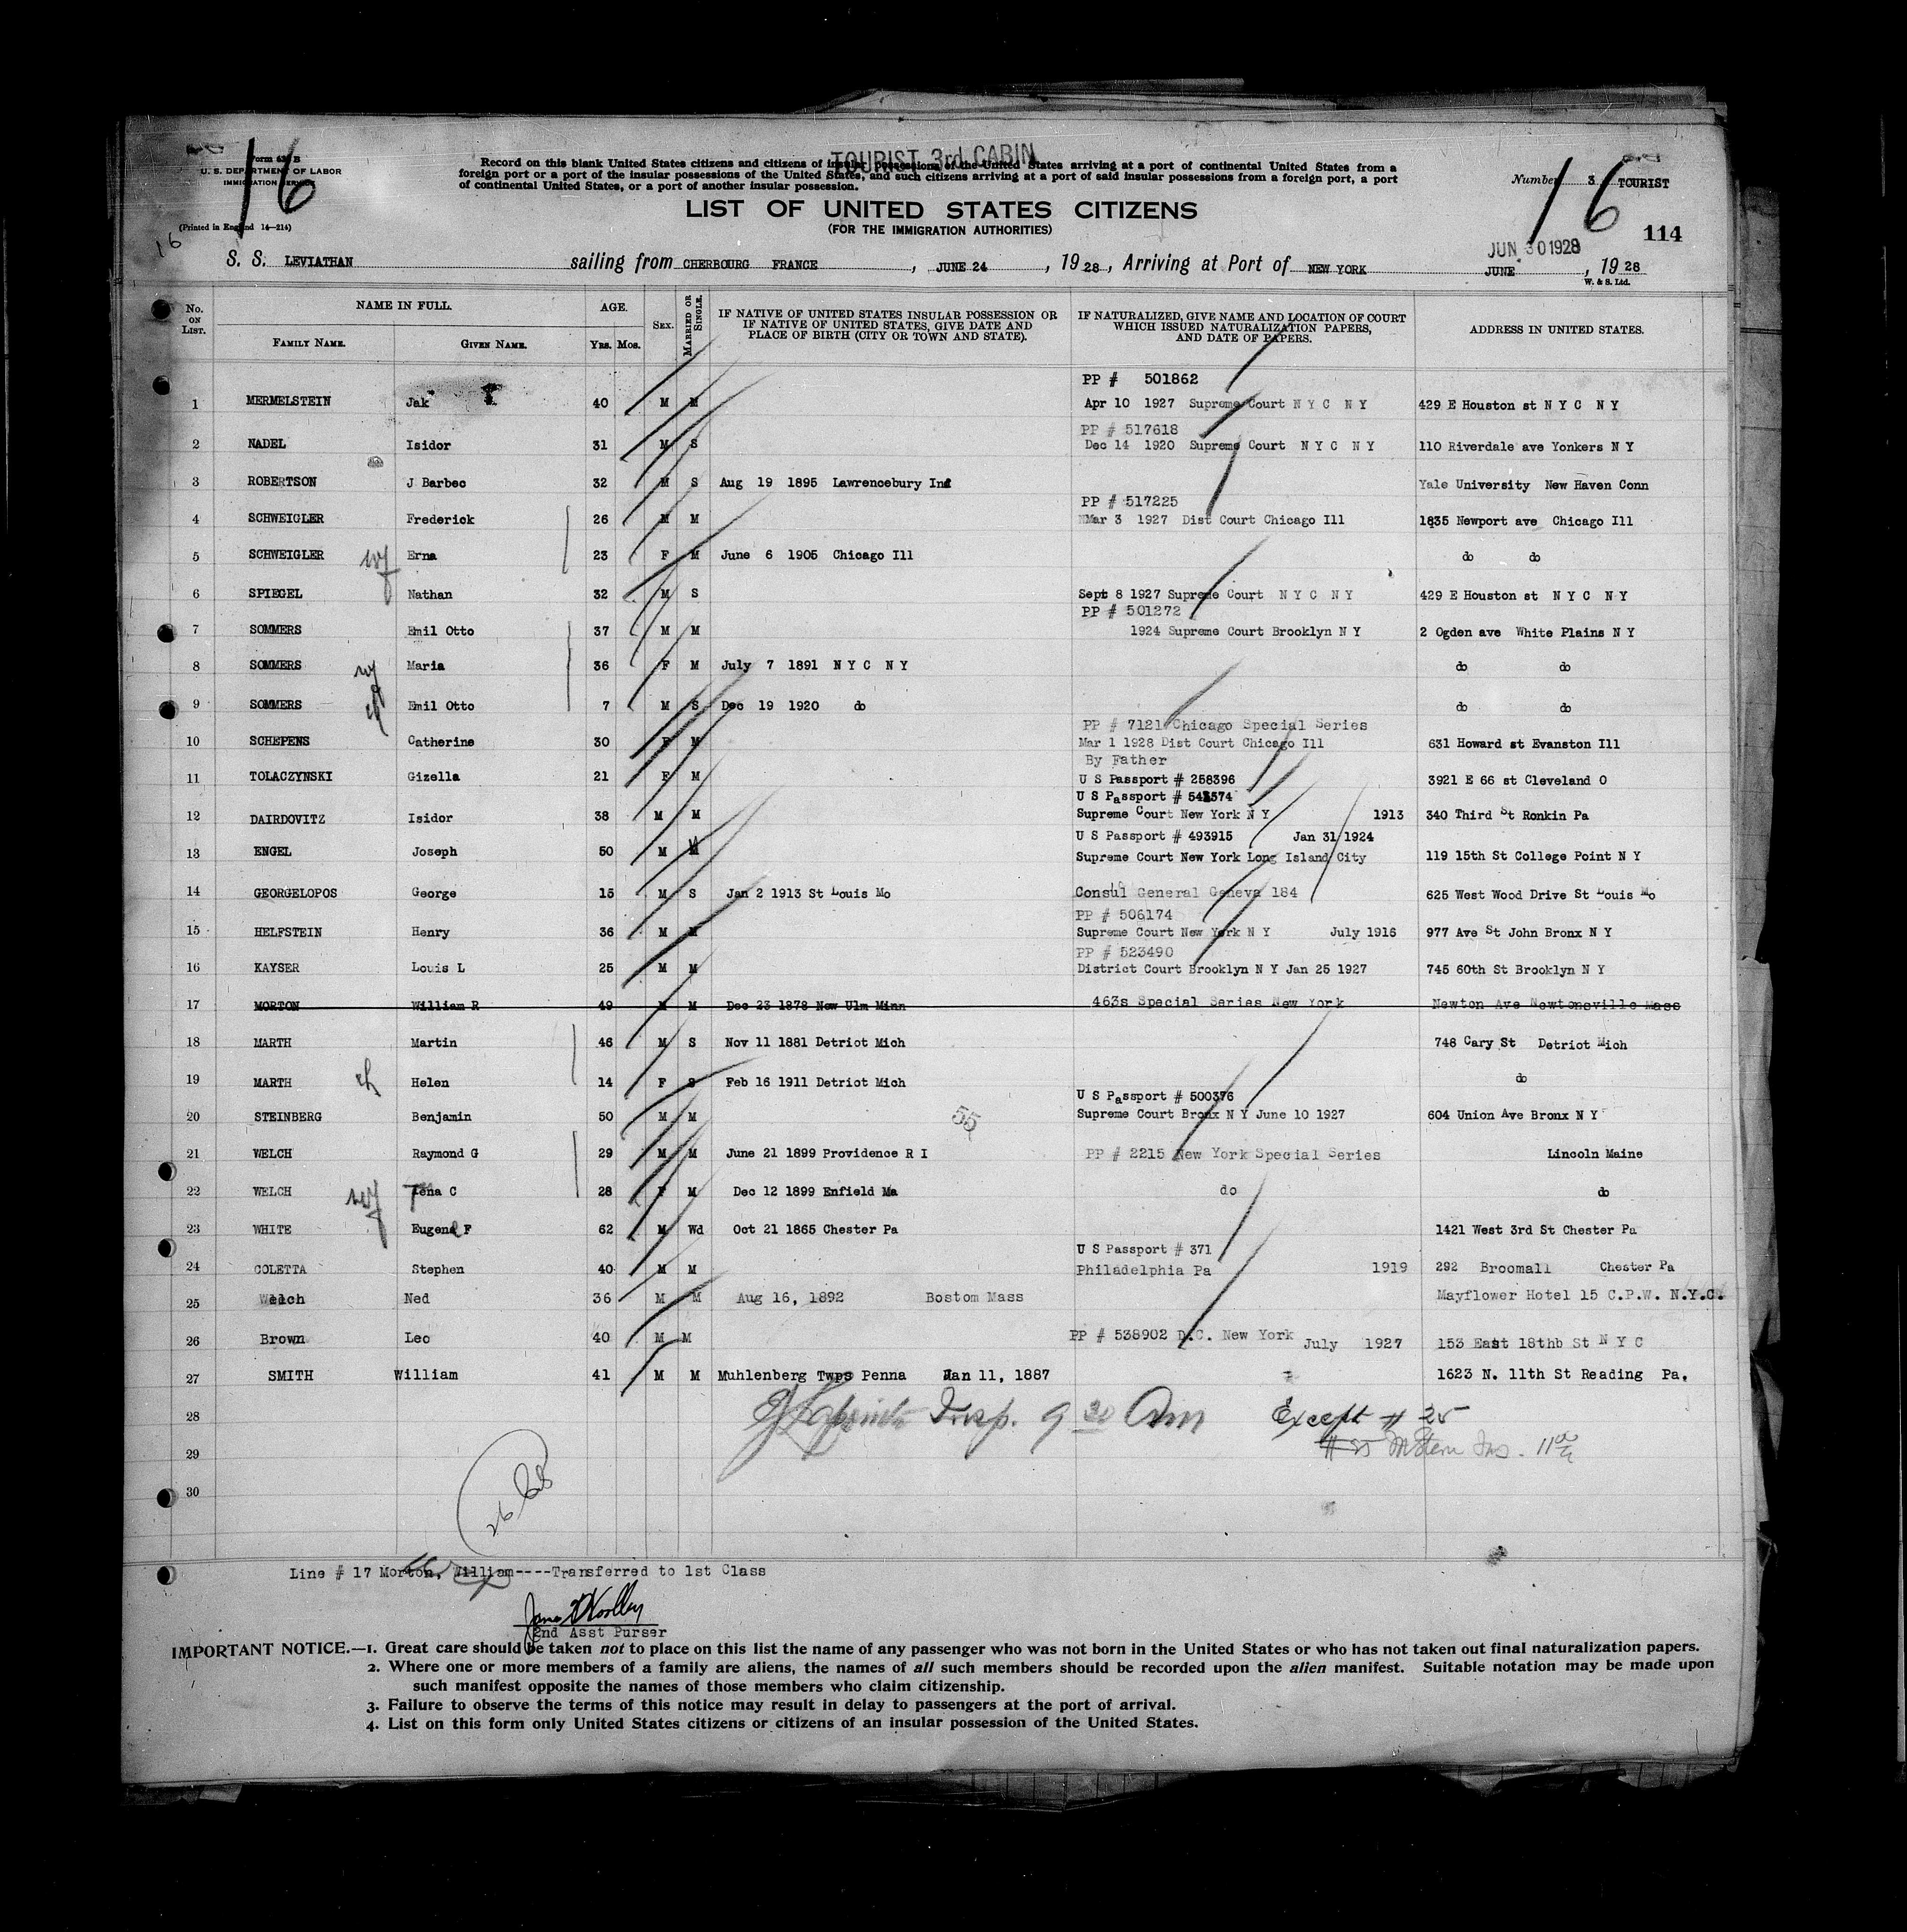 TOURIST 3rd CABIN
Form 630 B
U. S. DEPARTMENT OF LABOR
IMMIGRATION SERVICE
(Printed in England 14—214)
16
16
Record on this blank United States citizens and citizens of insular possessions of the United States arriving at a port of continental United States from a
foreign port or a port of the insular possessions of the United States, and such citizens arriving at a port of said insular possessions from a foreign port, a port
of continental United States, or a port of another insular possession.
Number 3 TOURIST
16
114
LIST OF UNITED STATES CITIZENS
(FOR THE IMMIGRATION AUTHORITIES)
JUN 30 1928
S. S. LEVIATHAN sailing from CHERBOURG FRANCE, JUNE 24, 1928, Arriving at Port of NEW YORK JUNE, 1928
W. & S. Ltd.
No. ON LIST. NAME IN FULL. FAMILY NAME. GIVEN NAME. AGE. YRS. MOS. SEX. MARRIED OR SINGLE. IF NATIVE OF UNITED STATES INSULAR POSSESSION OR IF NATIVE OF UNITED STATES, GIVE DATE AND PLACE OF BIRTH (CITY OR TOWN AND STATE). IF NATURALIZED, GIVE NAME AND LOCATION OF COURT WHICH ISSUED NATURALIZATION PAPERS, AND DATE OF PAPERS. ADDRESS IN UNITED STATES.
PP # 501862
1 MERMELSTEIN Jak 40 M M Apr 10 1927 Supreme Court N Y C N Y 429 E Houston st N Y C N Y
PP # 517618
2 NADEL Isidor 31 M S Dec 14 1920 Supreme Court N Y C N Y 110 Riverdale ave Yonkers N Y
3 ROBERTSON J Barbec 32 M S Aug 19 1895 Lawrencebury Ind Yale University New Haven Conn
PP # 517225
4 SCHWEIGLER Frederick 26 M M Mar 3 1927 Dist Court Chicago Ill 1835 Newport ave Chicago Ill
5 SCHWEIGLER wf Erna 23 F M June 6 1905 Chicago Ill do do
6 SPIEGEL Nathan 32 M S Sept 8 1927 Supreme Court N Y C N Y 429 E Houston st N Y C N Y
PP # 501272
7 SOMMERS Emil Otto 37 M M 1924 Supreme Court Brooklyn N Y 2 Ogden ave White Plains N Y
8 SOMMERS wf Maria 36 F M July 7 1891 N Y C N Y do do
9 SOMMERS ch Emil Otto 7 M S Dec 19 1920 do do do
PP # 7121 Chicago Special Series
10 SCHEPENS Catherine 30 F M Mar 1 1928 Dist Court Chicago Ill 631 Howard st Evanston Ill
By Father
11 TOLACZYNSKI Gizella 21 F M U S Passport # 258396 3921 E 66 st Cleveland O
U S Passport # 543574
12 DAIRDOVITZ Isidor 38 M M Supreme Court New York N Y 1913 340 Third St Ronkin Pa
U S Passport # 493915 Jan 31 1924
13 ENGEL Joseph 50 M M Supreme Court New York Long Island City 119 15th St College Point N Y
14 GEORGELOPOS George 15 M S Jan 2 1913 St Louis Mo Consul General Geneva 184 625 West Wood Drive St Louis Mo
PP # 506174
15 HELFSTEIN Henry 36 M M Supreme Court New York N Y July 1916 977 Ave St John Bronx N Y
PP # 523490
16 KAYSER Louis L 25 M M District Court Brooklyn N Y Jan 25 1927 745 60th St Brooklyn N Y
17 MORTON William R 49 M M Dec 23 1878 New Ulm Minn 463s Special Series New York Newton Ave Newtonsville Mass
18 MARTH Martin 46 M S Nov 11 1881 Detriot Mich 748 Cary St Detriot Mich
19 MARTH ch Helen 14 F S Feb 16 1911 Detriot Mich do
U S Passport # 500376
20 STEINBERG Benjamin 50 M M Supreme Court Bronx N Y June 10 1927 604 Union Ave Bronx N Y
55
21 WELCH Raymond G 29 M M June 21 1899 Providence R I PP # 2215 New York Special Series Lincoln Maine
22 WELCH wf Tena C 28 F M Dec 12 1899 Enfield Ma do do
23 WHITE Eugene F 62 M Wd Oct 21 1865 Chester Pa 1421 West 3rd St Chester Pa
U S Passport # 371
24 COLETTA Stephen 40 M M Philadelphia Pa 1919 292 Broomall Chester Pa
25 Welch Ned 36 M M Aug 16, 1892 Bostom Mass Mayflower Hotel 15 C.P.W. N.Y.C.
26 Brown Leo 40 M M PP # 538902 D.C. New York July 1927 153 East 18thb St N Y C
27 SMITH William 41 M M Muhlenberg Twps Penna Jan 11, 1887 1623 N. 11th St Reading Pa.
28 Insp. 9 30 Am Except # 25
29 # 25 Ins. 11
30
Line # 17 Morton, William----Transferred to 1st Class
2nd Asst Purser
IMPORTANT NOTICE.—1. Great care should be taken not to place on this list the name of any passenger who was not born in the United States or who has not taken out final naturalization papers.
2. Where one or more members of a family are aliens, the names of all such members should be recorded upon the alien manifest. Suitable notation may be made upon
such manifest opposite the names of those members who claim citizenship.
3. Failure to observe the terms of this notice may result in delay to passengers at the port of arrival.
4. List on this form only United States citizens or citizens of an insular possession of the United States.